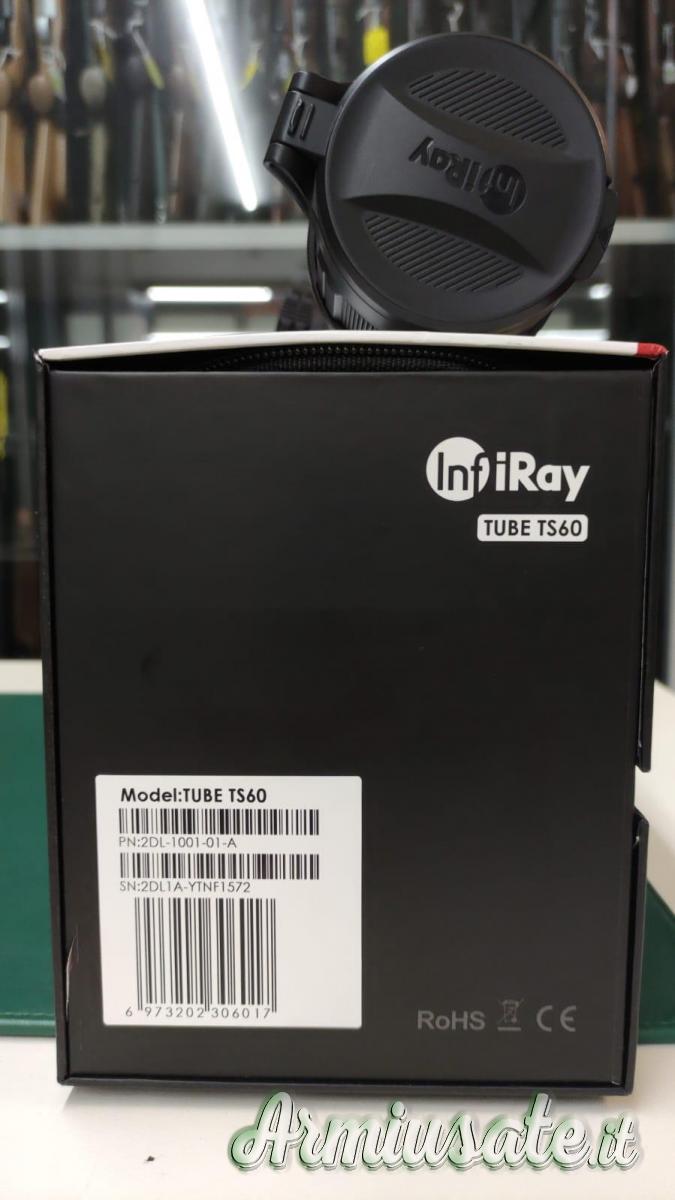 InfiRay
InfiRay
TUBE TS60
Model:TUBE TS60
PN:2DL-1001-01-A
SN:2DL1A-YTNF1572
6 973202 306017
RoHS CE
Armiusate.it